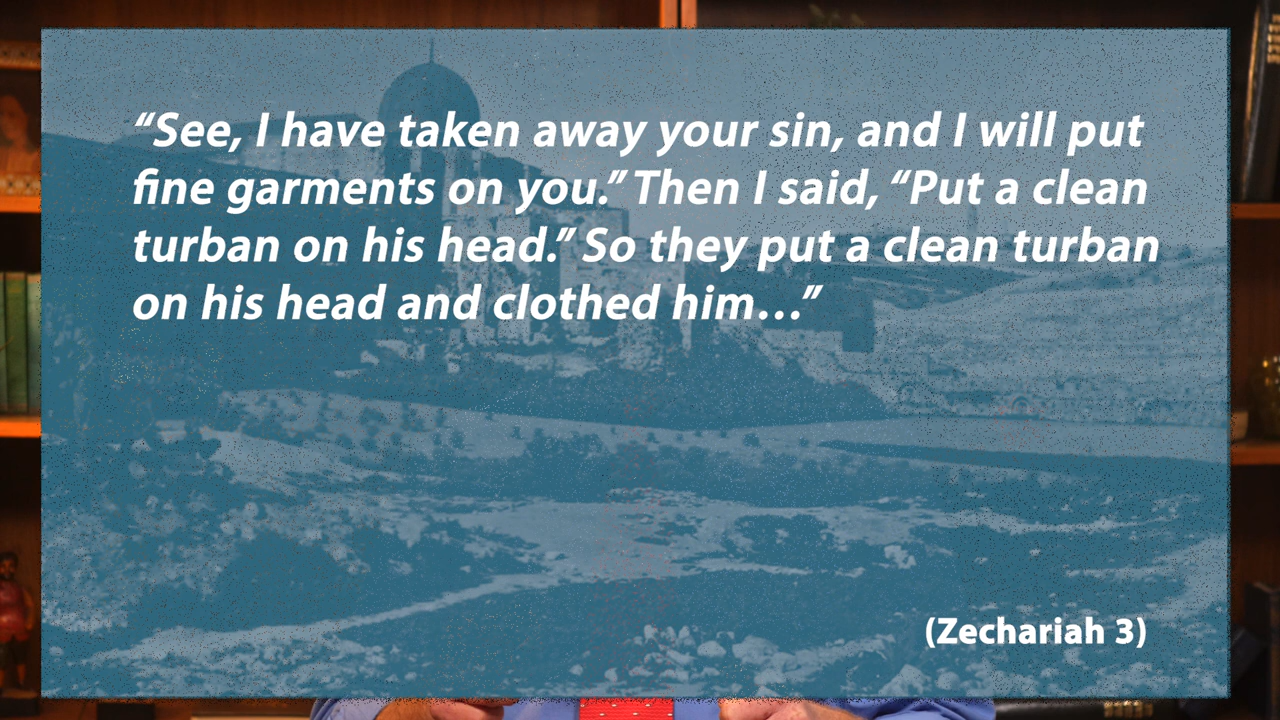 “See, I have taken away your sin, and I will put
fine garments on you.” Then I said, “Put a clean
turban on his head.” So they put a clean turban
on his head and clothed him…”
(Zechariah 3)